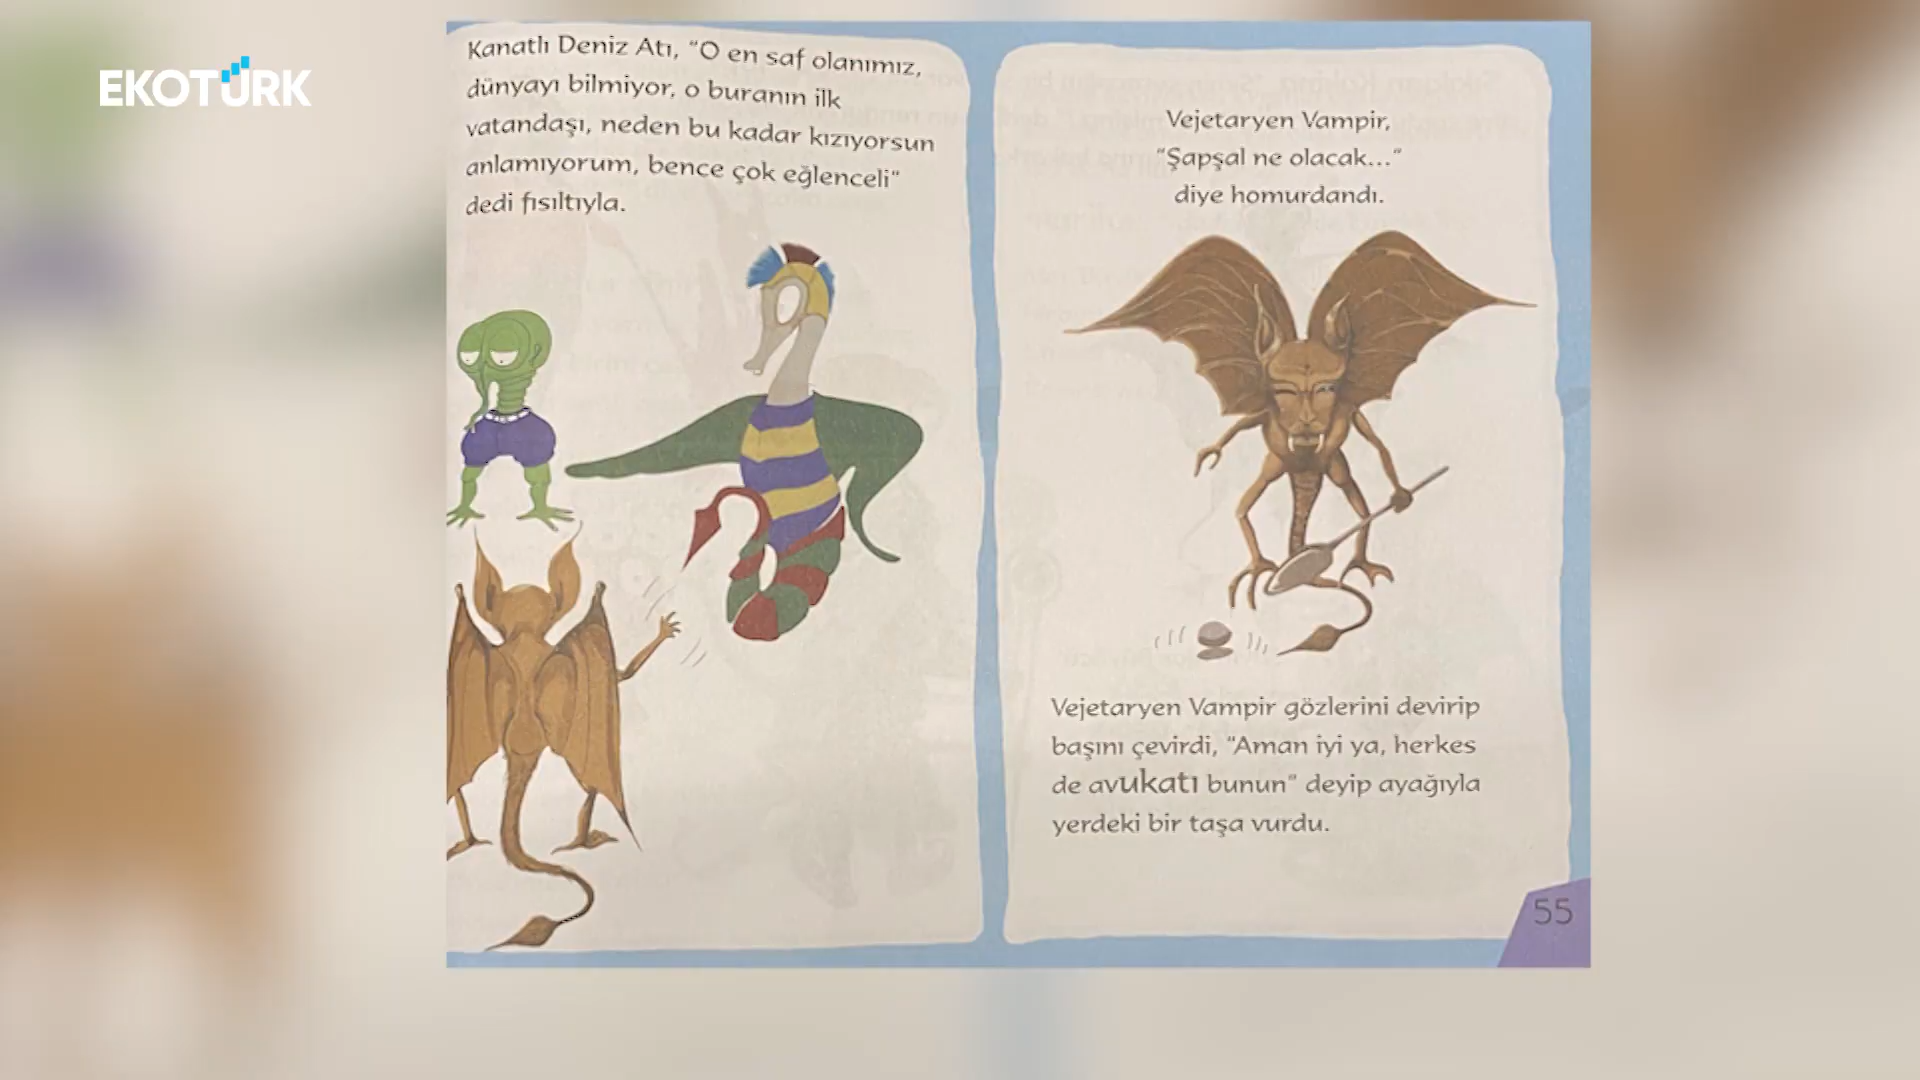 EKOTÜRK
Kanatlı Deniz Atı, "O en saf olanımız,
dünyayı bilmiyor, o buranın ilk
vatandaşı, neden bu kadar kızıyorsun
anlamıyorum, bence çok eğlenceli"
dedi fısıltıyla.
Vejetaryen Vampir,
"Şapşal ne olacak..."
diye homurdandı.
Vejetaryen Vampir gözlerini devirip
başını çevirdi, "Aman iyi ya, herkes
de avukatı bunun" deyip ayağıyla
yerdeki bir taşa vurdu.
55